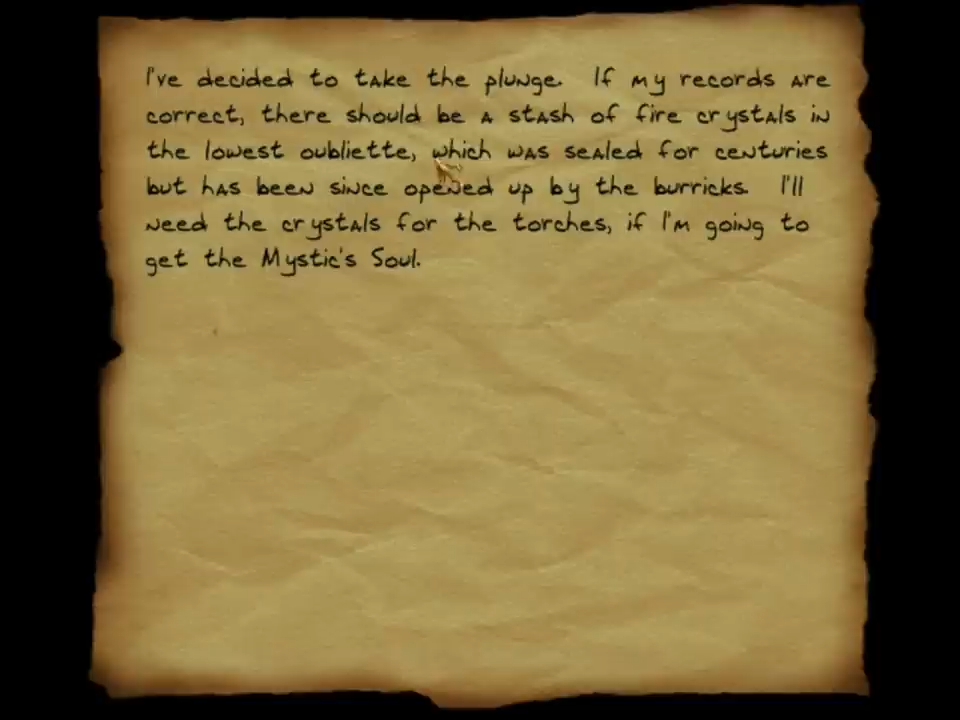 I've decided to take the plunge. If my records are
correct, there should be a stash of fire crystals in
the lowest oubliette, which was sealed for centuries
but has been since opened up by the burricks. I'll
need the crystals for the torches, if I'm going to
get the Mystic's Soul.